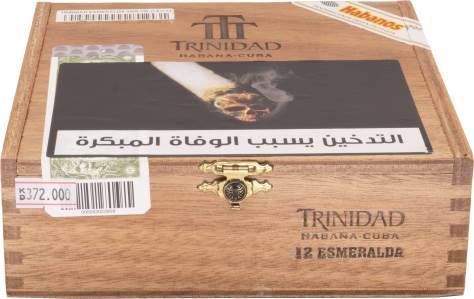 Habanos
TRINIDAD
HABANA-CUBA
التدخين يسبب الوفاة المبكرة
KD 372.000
TRINIDAD
HABANA-CUBA
12 ESMERALDA